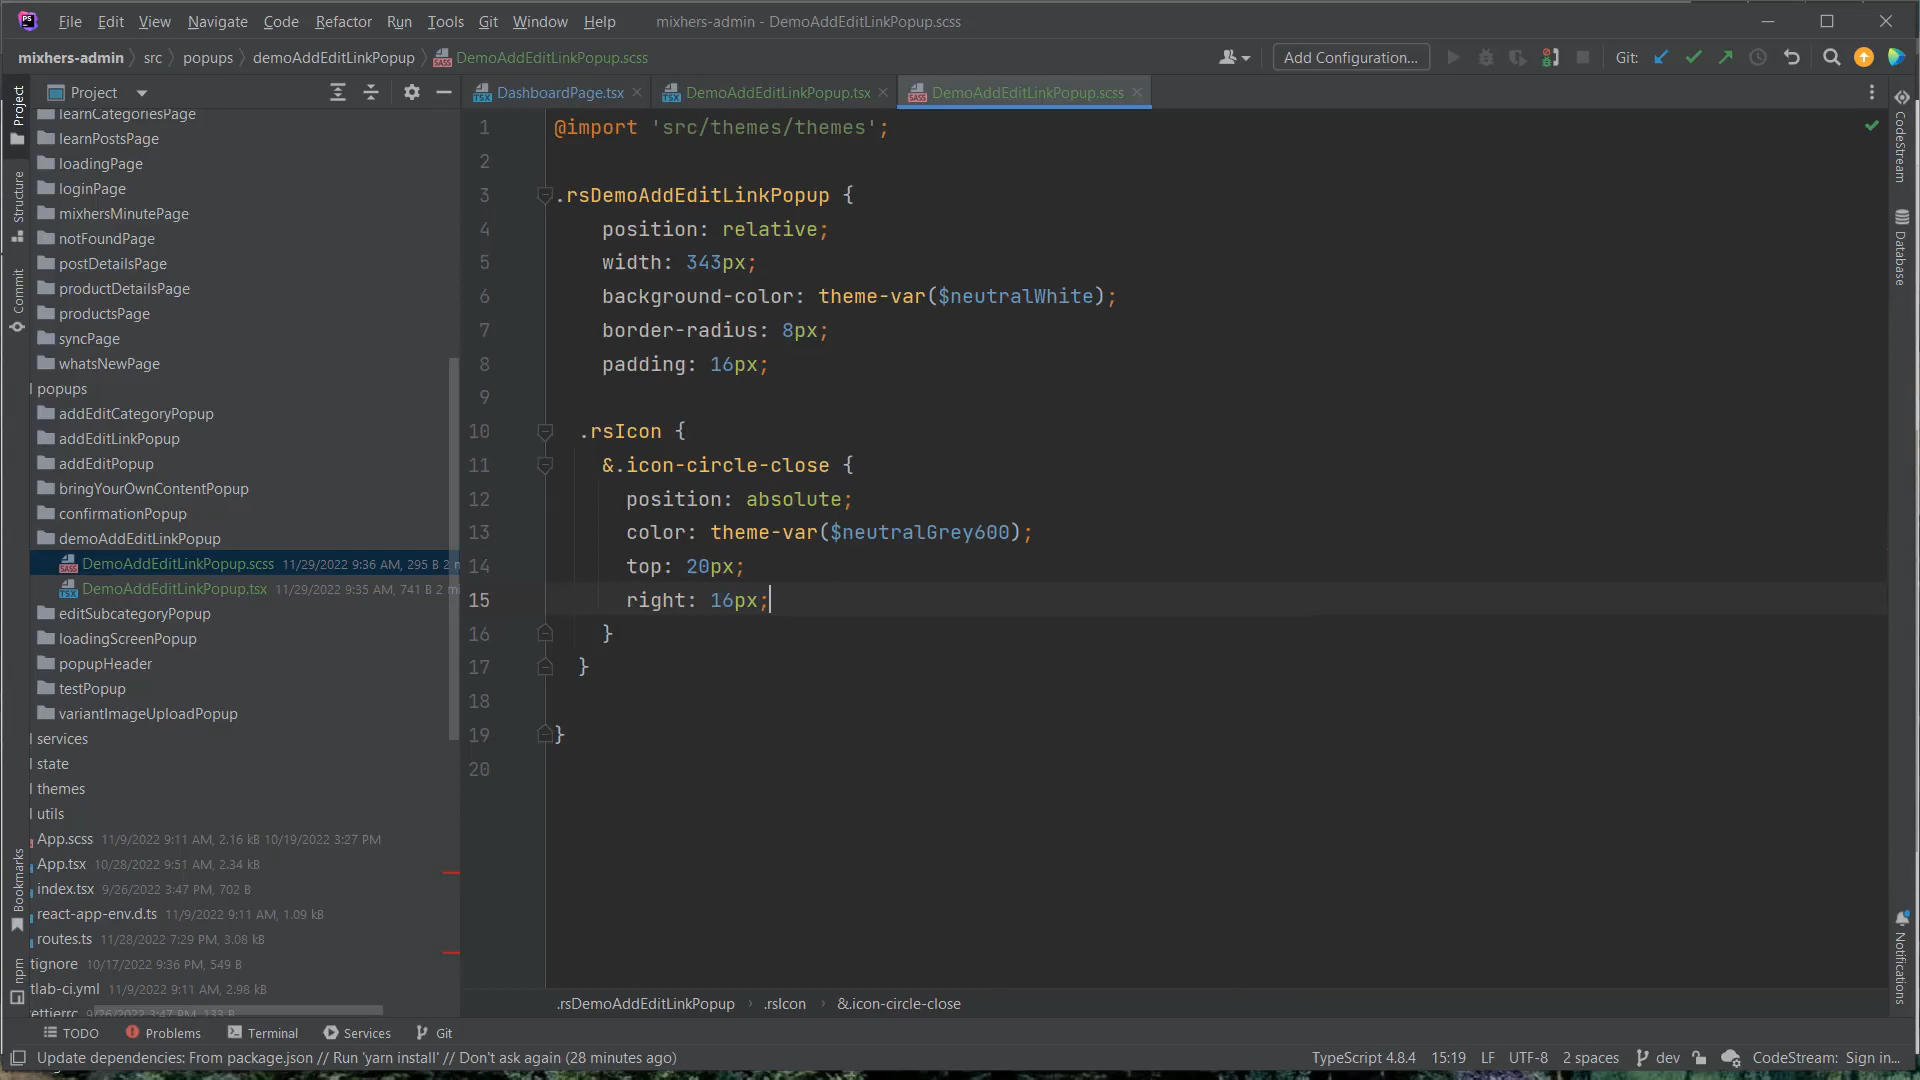 PS File Edit View Navigate Code Refactor Run Tools Git Window Help mixhers-admin - DemoAddEditLinkPopup.scss
mixhers-admin src popups demoAddEditLinkPopup DemoAddEditLinkPopup.scss Add Configuration... Git:
Project DashboardPage.tsx DemoAddEditLinkPopup.tsx DemoAddEditLinkPopup.scss
Project
Structure
Commit
Bookmarks
npm
learnCategoriesPage
learnPostsPage
loadingPage
loginPage
mixhersMinutePage
notFoundPage
postDetailsPage
productDetailsPage
productsPage
syncPage
whatsNewPage
popups
addEditCategoryPopup
addEditLinkPopup
addEditPopup
bringYourOwnContentPopup
confirmationPopup
demoAddEditLinkPopup
DemoAddEditLinkPopup.scss 11/29/2022 9:36 AM, 295 B 2 m
DemoAddEditLinkPopup.tsx 11/29/2022 9:35 AM, 741 B 2 m
editSubcategoryPopup
loadingScreenPopup
popupHeader
testPopup
variantImageUploadPopup
services
state
themes
utils
App.scss 11/9/2022 9:11 AM, 2.16 kB 10/19/2022 3:27 PM
App.tsx 10/28/2022 9:51 AM, 2.34 kB
index.tsx 9/26/2022 3:47 PM, 702 B
react-app-env.d.ts 11/9/2022 9:11 AM, 1.09 kB
routes.ts 11/28/2022 7:29 PM, 3.08 kB
tignore 10/17/2022 9:36 PM, 549 B
tlab-ci.yml 11/9/2022 9:11 AM, 2.98 kB
ettierrc 9/26/2022 3:47 PM, 133 B
1 @import 'src/themes/themes';
2
3 .rsDemoAddEditLinkPopup {
4 position: relative;
5 width: 343px;
6 background-color: theme-var($neutralWhite);
7 border-radius: 8px;
8 padding: 16px;
9
10 .rsIcon {
11 &.icon-circle-close {
12 position: absolute;
13 color: theme-var($neutralGrey600);
14 top: 20px;
15 right: 16px;
16 }
17 }
18
19 }
20
.rsDemoAddEditLinkPopup .rsIcon &.icon-circle-close
CodeStream
Database
Notifications
TODO Problems Terminal Services Git
Update dependencies: From package.json // Run 'yarn install' // Don't ask again (28 minutes ago) TypeScript 4.8.4 15:19 LF UTF-8 2 spaces dev CodeStream: Sign in...